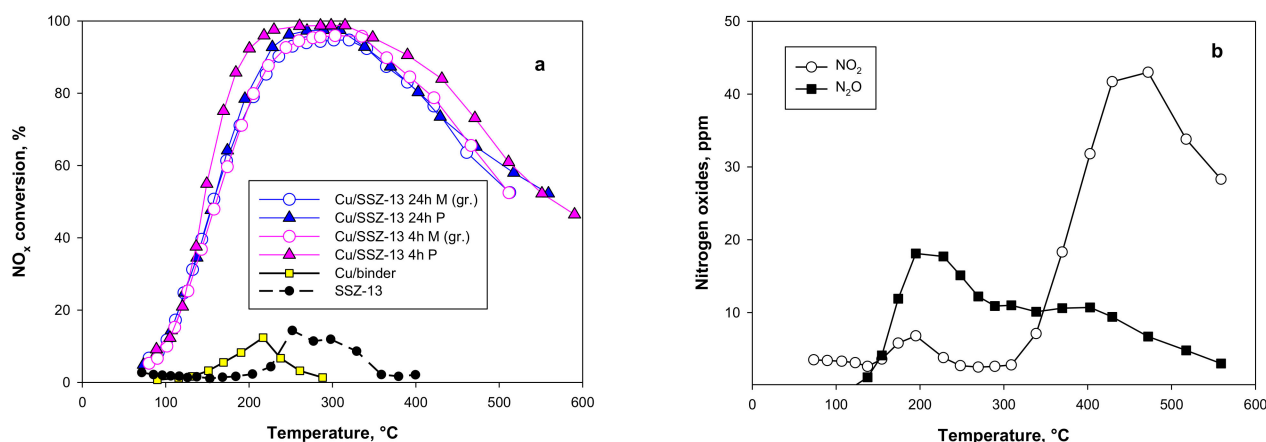 100
80
60
40
20
0
NOx conversion, %
a
Cu/SSZ-13 24h M (gr.)
Cu/SSZ-13 24h P
Cu/SSZ-13 4h M (gr.)
Cu/SSZ-13 4h P
Cu/binder
SSZ-13
0 100 200 300 400 500 600
Temperature, °C
50
40
30
20
10
Nitrogen oxides, ppm
b
NO2
N2O
0 100 200 300 400 500 600
Temperature, °C